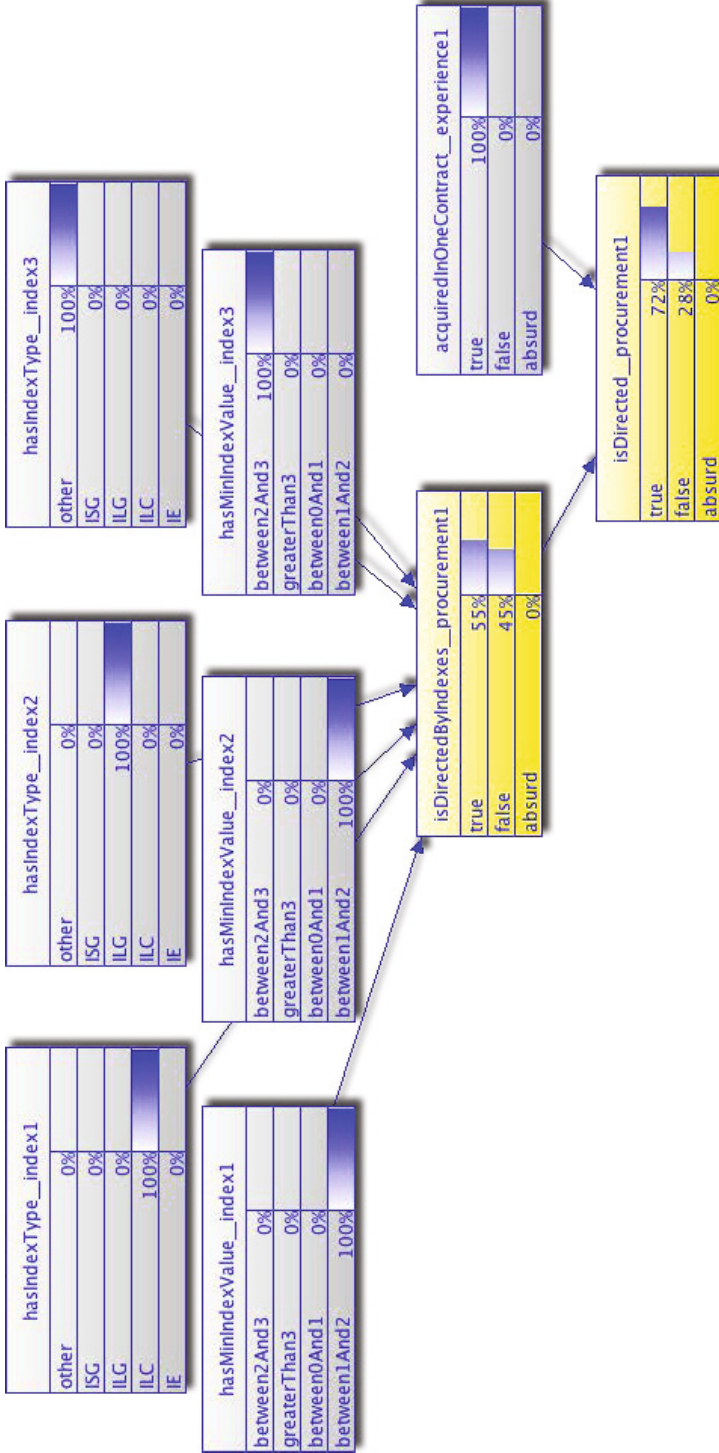 hasIndexType__index1
other 0%
ISG 0%
ILG 0%
ILC 100%
IE 0%
hasIndexType__index2
other 0%
ISG 0%
ILG 100%
ILC 0%
IE 0%
hasIndexType__index3
other 100%
ISG 0%
ILG 0%
ILC 0%
IE 0%
hasMinIndexValue__index1
between2And3 0%
greaterThan3 0%
between0And1 0%
between1And2 100%
hasMinIndexValue__index2
between2And3 0%
greaterThan3 0%
between0And1 0%
between1And2 100%
hasMinIndexValue__index3
between2And3 100%
greaterThan3 0%
between0And1 0%
between1And2 0%
isDirectedByIndexes__procurement1
true 55%
false 45%
absurd 0%
acquiredInOneContract__experience1
true 100%
false 0%
absurd 0%
isDirected__procurement1
true 72%
false 28%
absurd 0%